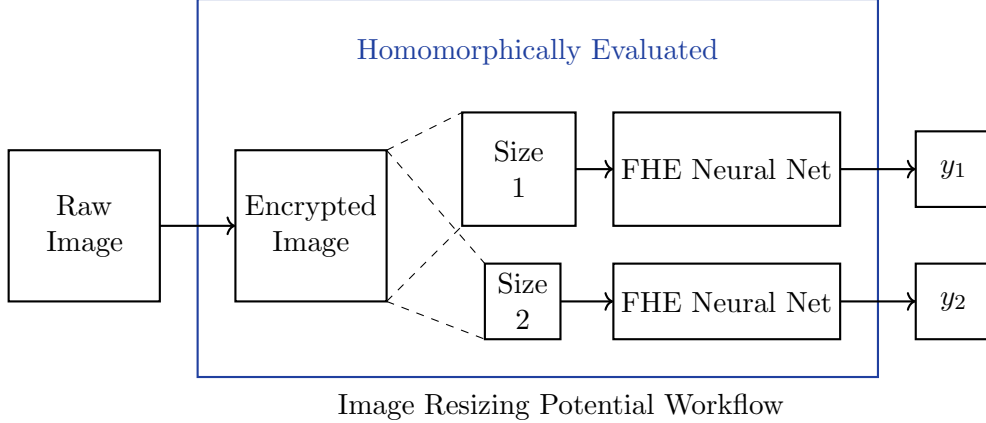 Homomorphically Evaluated
Raw
Image
Encrypted
Image
Size
1
FHE Neural Net
y₁
Size
2
FHE Neural Net
y₂
Image Resizing Potential Workflow